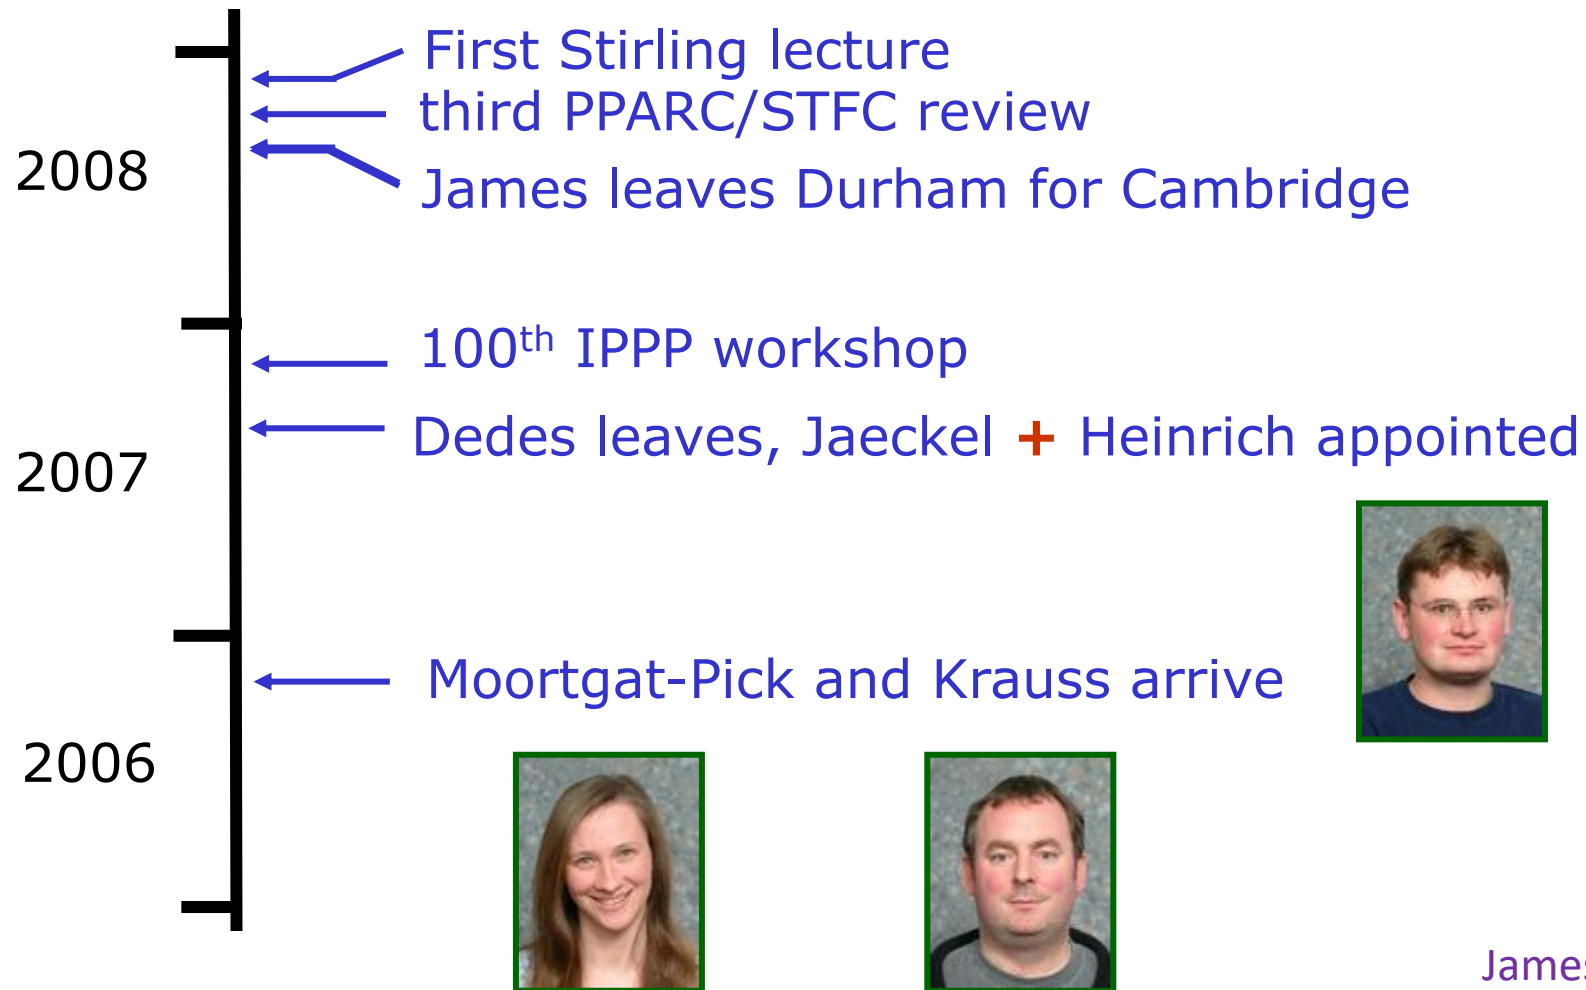 First Stirling lecture
third PPARC/STFC review
2008
James leaves Durham for Cambridge
100th IPPP workshop
Dedes leaves, Jaeckel + Heinrich appointed
2007
Moortgat-Pick and Krauss arrive
2006
James